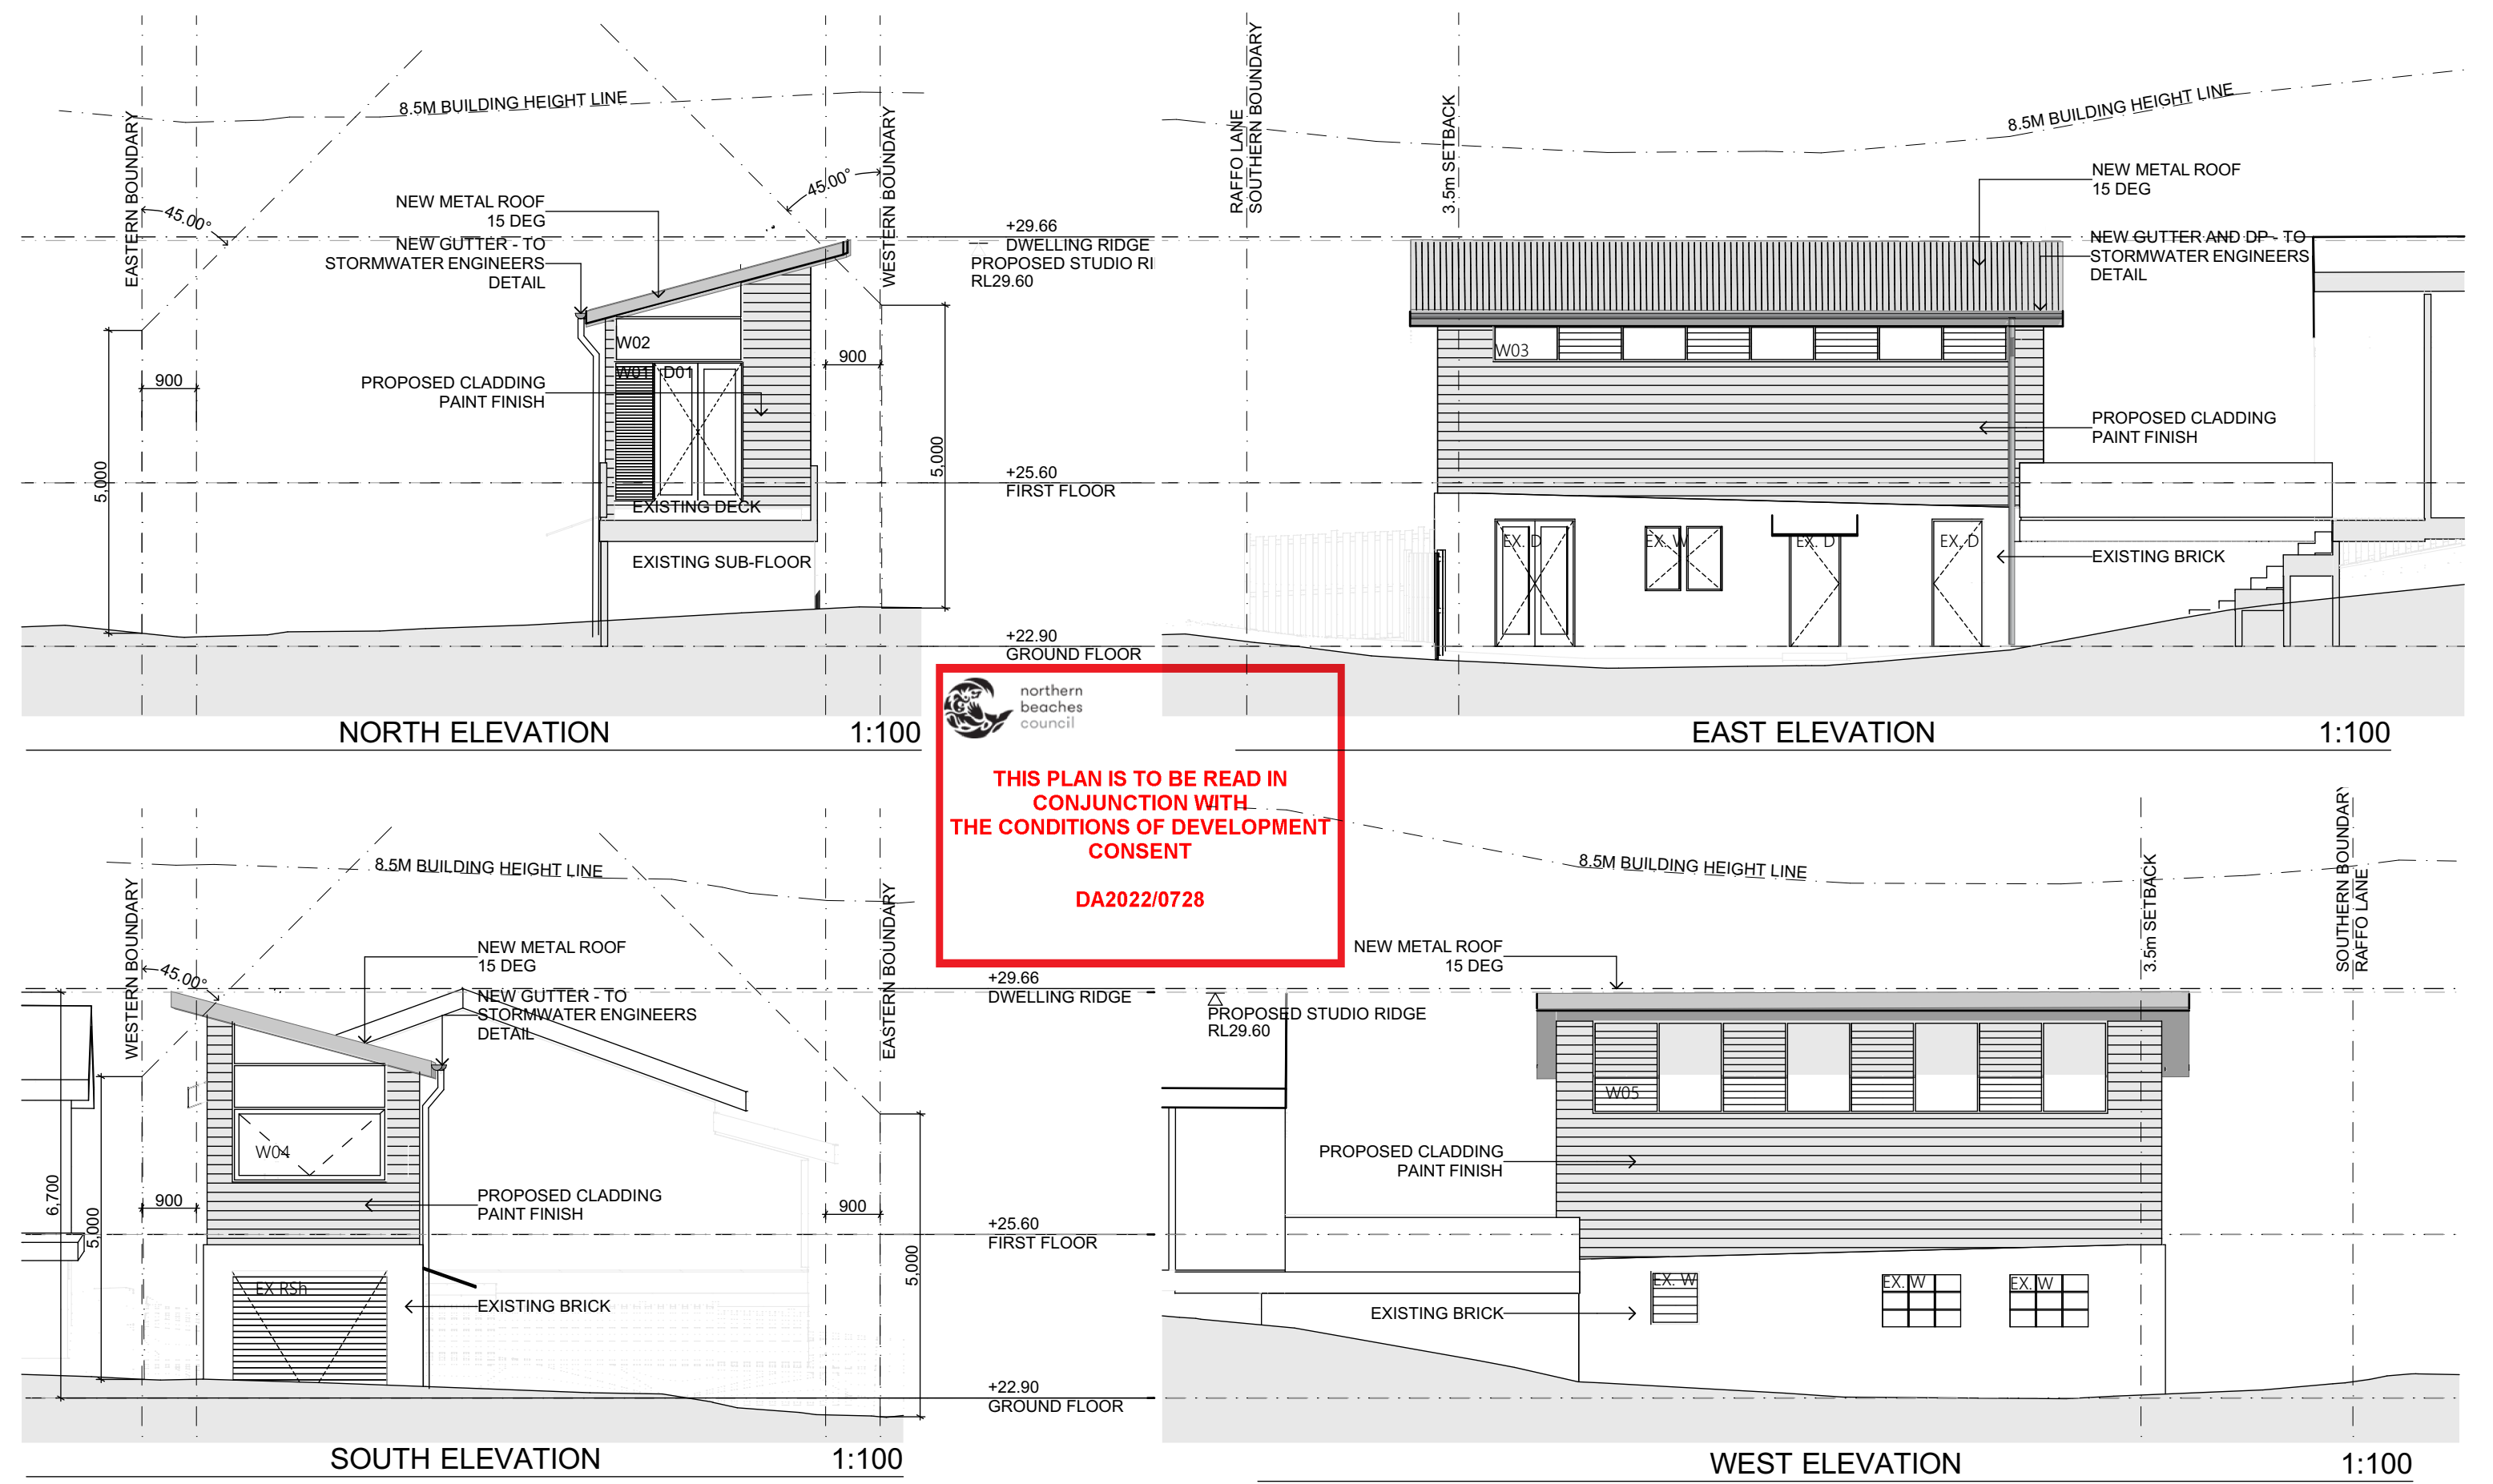 EASTERN BOUNDARY
8.5M BUILDING HEIGHT LINE
WESTERN BOUNDARY
45.00°
45.00°
NEW METAL ROOF
15 DEG
NEW GUTTER - TO
STORMWATER ENGINEERS
DETAIL
+29.66
DWELLING RIDGE
PROPOSED STUDIO RI
RL29.60
W02
W01
D01
900
900
PROPOSED CLADDING
PAINT FINISH
5,000
5,000
+25.60
FIRST FLOOR
EXISTING DECK
EXISTING SUB-FLOOR
+22.90
GROUND FLOOR
NORTH ELEVATION
1:100
RAFFO LANE
SOUTHERN BOUNDARY
3.5m SETBACK
8.5M BUILDING HEIGHT LINE
NEW METAL ROOF
15 DEG
NEW GUTTER AND DP - TO
STORMWATER ENGINEERS
DETAIL
W03
PROPOSED CLADDING
PAINT FINISH
EX. D
EX. W
EX. D
EX. D
EXISTING BRICK
EAST ELEVATION
1:100
northern
beaches
council
THIS PLAN IS TO BE READ IN
CONJUNCTION WITH
THE CONDITIONS OF DEVELOPMENT
CONSENT
DA2022/0728
WESTERN BOUNDARY
8.5M BUILDING HEIGHT LINE
EASTERN BOUNDARY
45.00°
NEW METAL ROOF
15 DEG
NEW GUTTER - TO
STORMWATER ENGINEERS
DETAIL
+29.66
DWELLING RIDGE
W04
6,700
5,000
900
900
PROPOSED CLADDING
PAINT FINISH
+25.60
FIRST FLOOR
5,000
EX RSh
EXISTING BRICK
+22.90
GROUND FLOOR
SOUTH ELEVATION
1:100
8.5M BUILDING HEIGHT LINE
3.5m SETBACK
SOUTHERN BOUNDARY
RAFFO LANE
NEW METAL ROOF
15 DEG
PROPOSED STUDIO RIDGE
RL29.60
W05
PROPOSED CLADDING
PAINT FINISH
EX. W
EX. W
EX. W
EXISTING BRICK
WEST ELEVATION
1:100